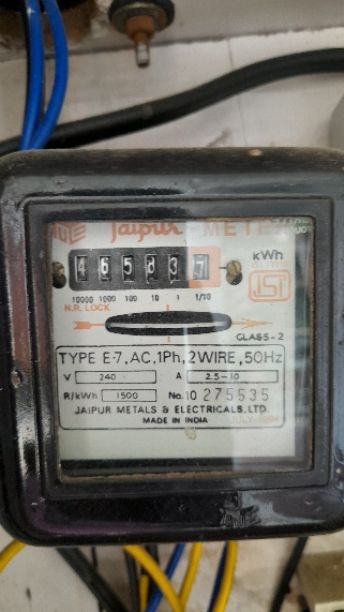 Jaipur METE
4 6 5 8 3 7 kWh
10000 1000 100 10 1 1/10
N.R. LOCK
ISI
CLASS-2
TYPE E-7, AC, 1Ph, 2WIRE, 50Hz
V 240 A 2.5-10
R/kWh 1500 No. 10 275535
JAIPUR METALS & ELECTRICALS. LTD.
MADE IN INDIA JULY-